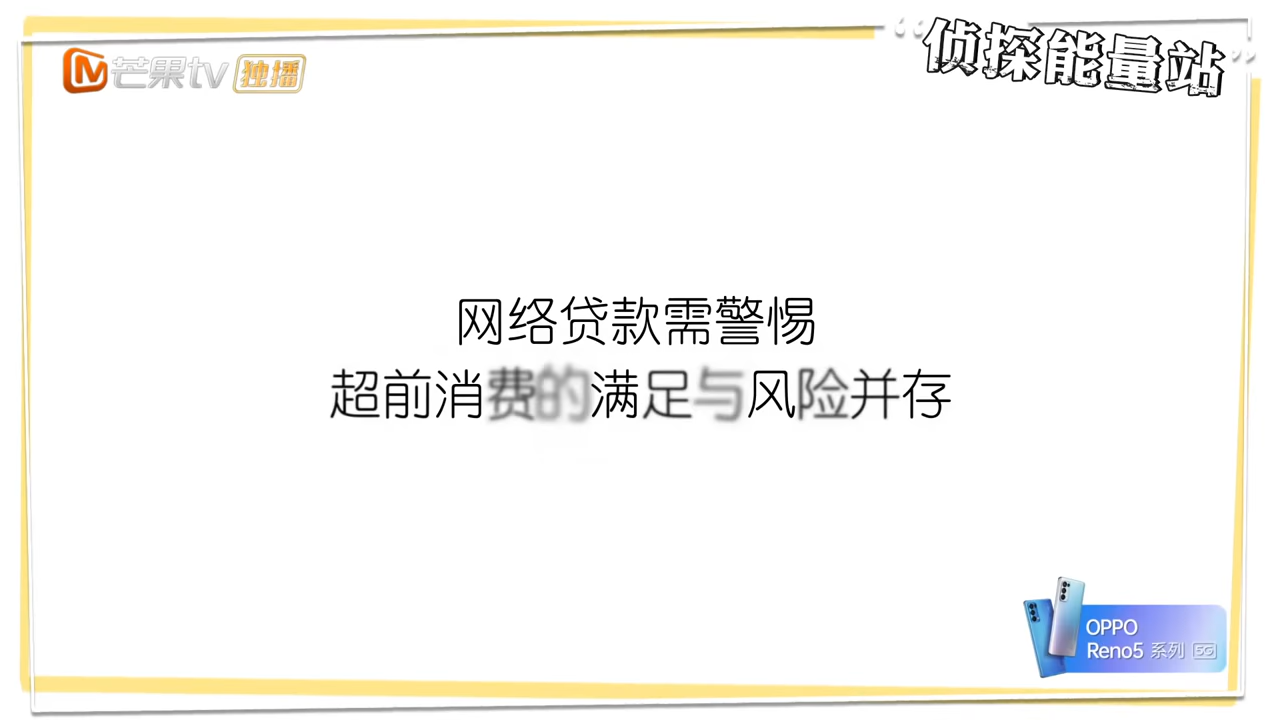 芒果tv 独播
“侦探能量站”
网络贷款需警惕
超前消费的满足与风险并存
OPPO
Reno5 系列 5G